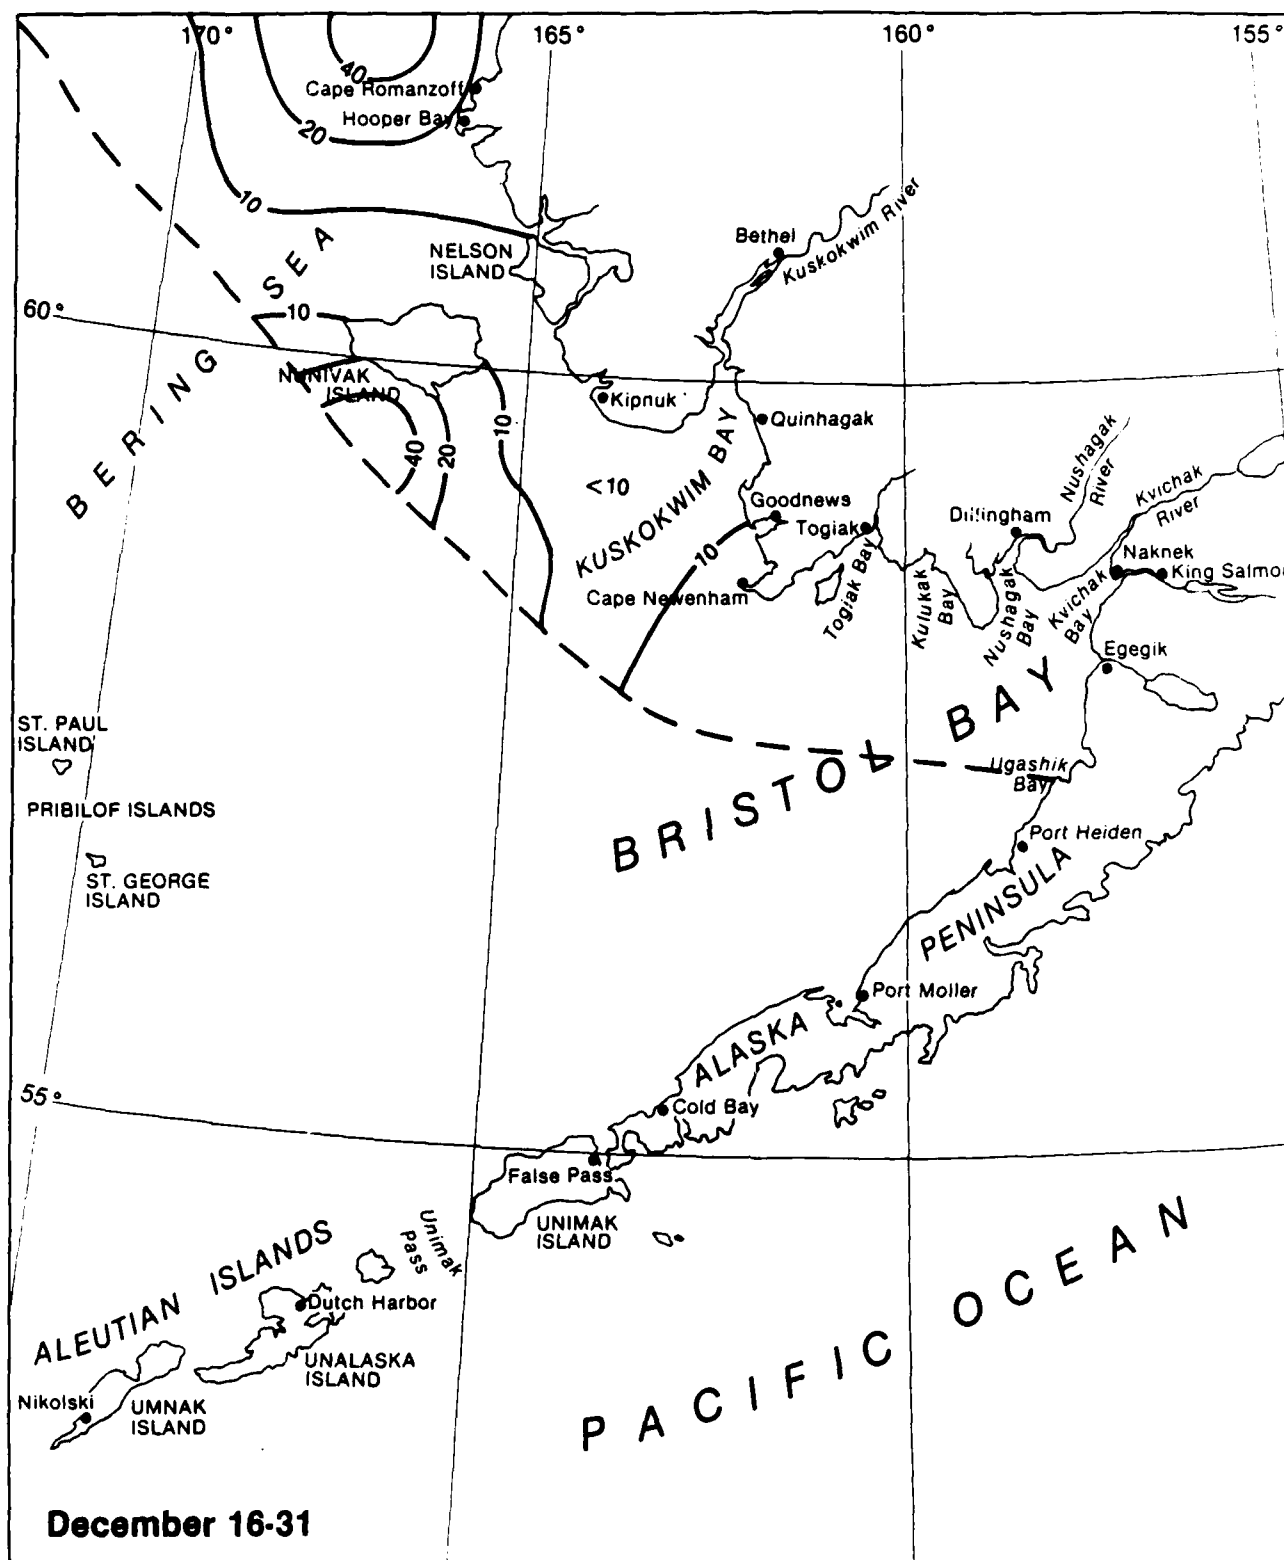 170°
165°
160°
155°
40
Cape Romanzoff
Hooper Bay
20
10
Kuskokwim River
Bethel
NELSON
ISLAND
BERING SEA
60°
10
NUNIVAK
ISLAND
Kipnuk
Quinhagak
40
20
10
<10
KUSKOKWIM BAY
Goodnews
Togiak
10
Cape Newenham
Togiak Bay
Kulukak
Bay
Dillingham
Nushagak
River
Kvichak
River
Naknek
King Salmo
Nushagak
Bay
Kvichak
Bay
Egegik
ST. PAUL
ISLAND
PRIBILOF ISLANDS
ST. GEORGE
ISLAND
BRISTOL BAY
Ugashik
Bay
Port Heiden
ALASKA PENINSULA
Port Moller
55°
Cold Bay
False Pass
UNIMAK
ISLAND
Unimak
Pass
ALEUTIAN ISLANDS
Dutch Harbor
UNALASKA
ISLAND
Nikolski
UMNAK
ISLAND
PACIFIC OCEAN
December 16-31